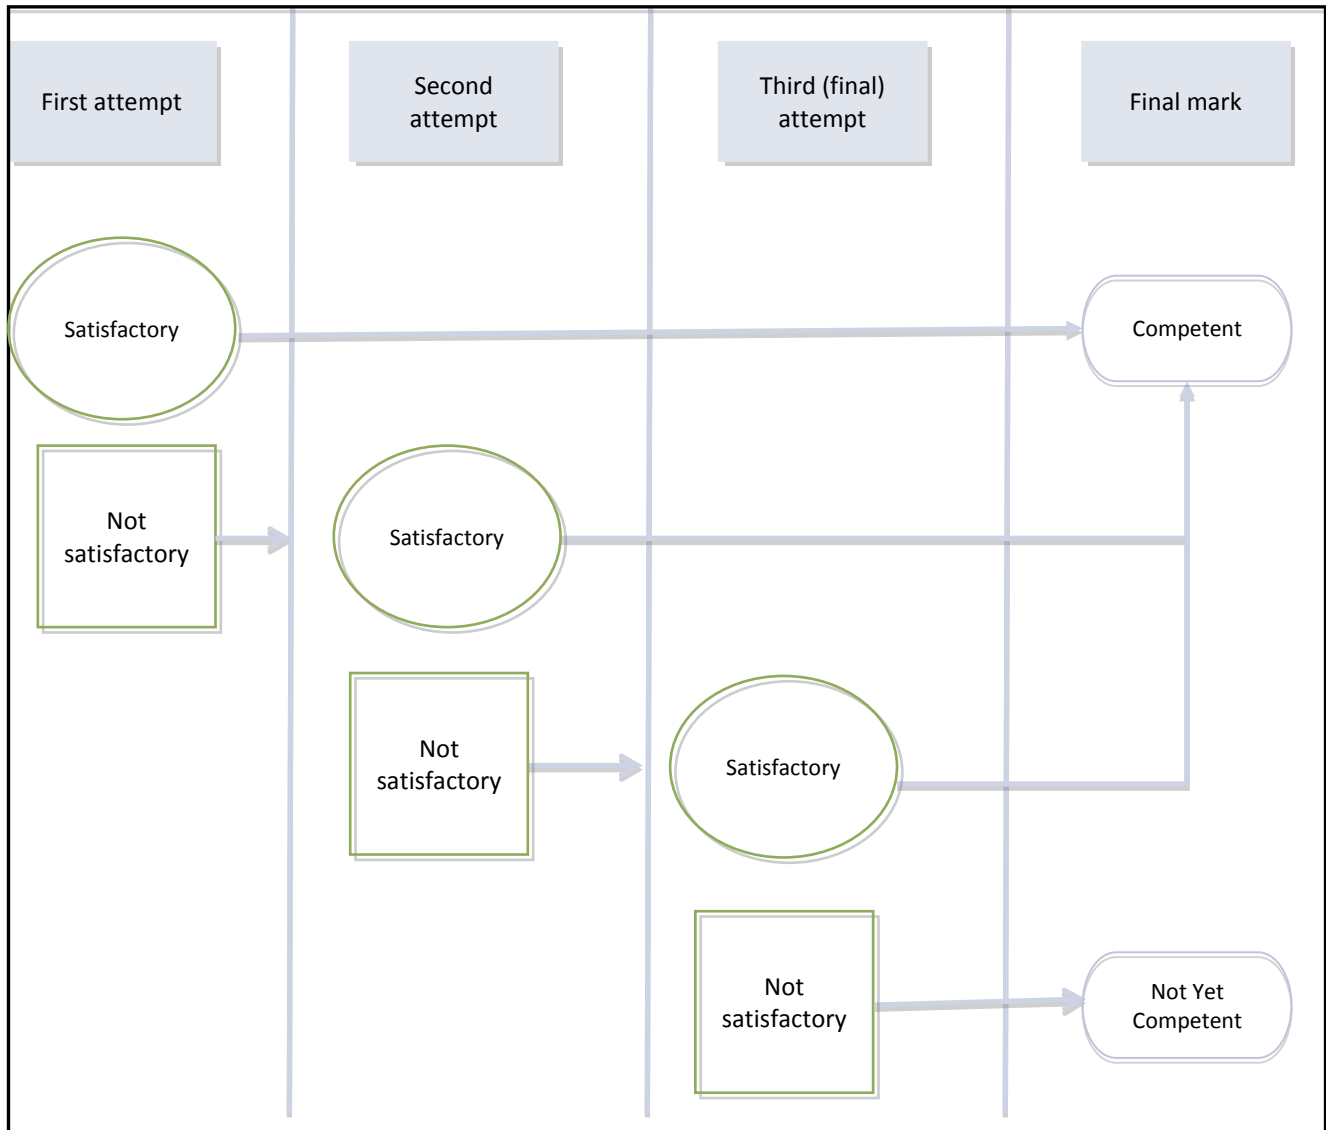 First attempt
Second
attempt
Third (final)
attempt
Final mark
Satisfactory
Competent
Not
satisfactory
Satisfactory
Not
satisfactory
Satisfactory
Not
satisfactory
Not Yet
Competent